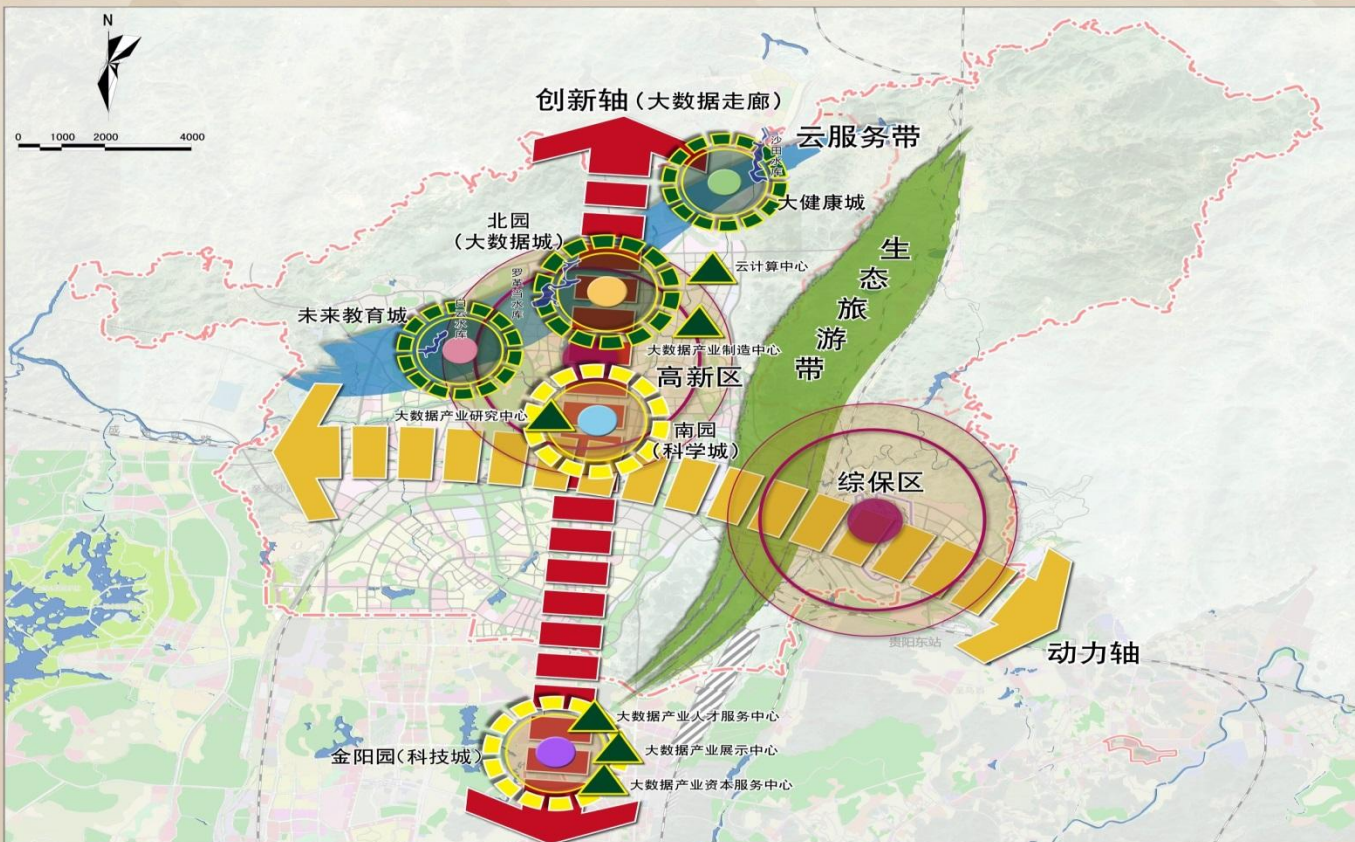 N
0 1000 2000 4000
创新轴（大数据走廊）
云服务带
沙田水库
大健康城
北园
（大数据城）
生态旅游带
云计算中心
罗格当水库
未来教育城
白云水库
大数据产业制造中心
高新区
大数据产业研究中心
南园
（科学城）
综保区
贵阳东站
动力轴
大数据产业人才服务中心
金阳园（科技城）
大数据产业展示中心
大数据产业资本服务中心